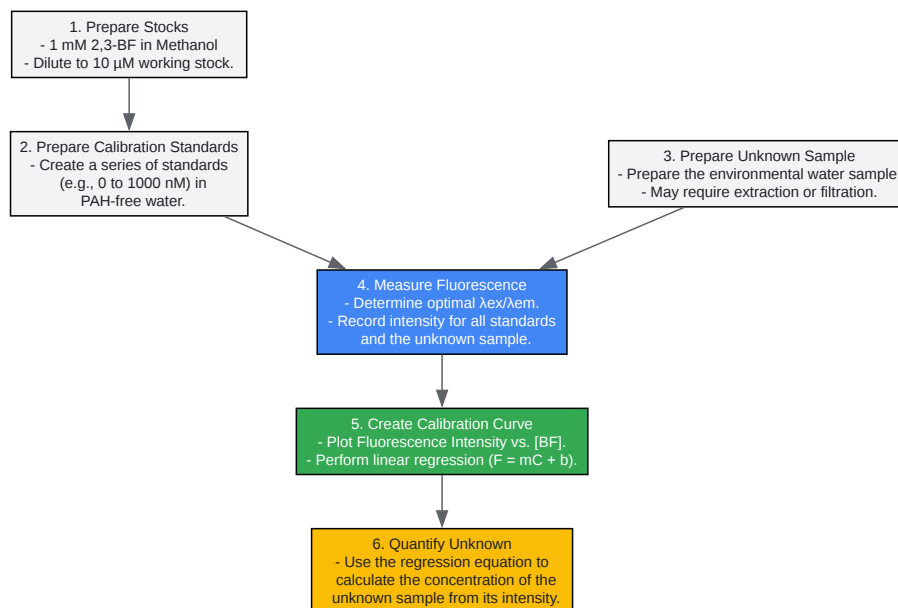 1. Prepare Stocks
- 1 mM 2,3-BF in Methanol
- Dilute to 10 µM working stock.
2. Prepare Calibration Standards
- Create a series of standards
(e.g., 0 to 1000 nM) in
PAH-free water.
3. Prepare Unknown Sample
- Prepare the environmental water sample
- May require extraction or filtration.
4. Measure Fluorescence
- Determine optimal λex/λem.
- Record intensity for all standards
and the unknown sample.
5. Create Calibration Curve
- Plot Fluorescence Intensity vs. [BF].
- Perform linear regression (F = mC + b).
6. Quantify Unknown
- Use the regression equation to
calculate the concentration of the
unknown sample from its intensity.